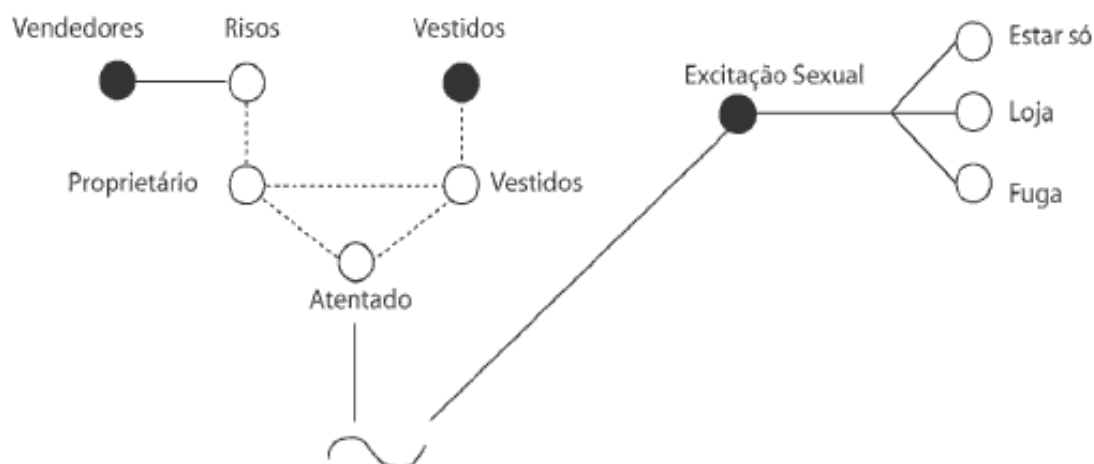 Vendedores
Risos
Vestidos
Excitação Sexual
Estar só
Loja
Fuga
Proprietário
Vestidos
Atentado